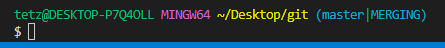 tetz@DESKTOP-P7Q4OLL MINGW64 ~/Desktop/git (master|MERGING)
$